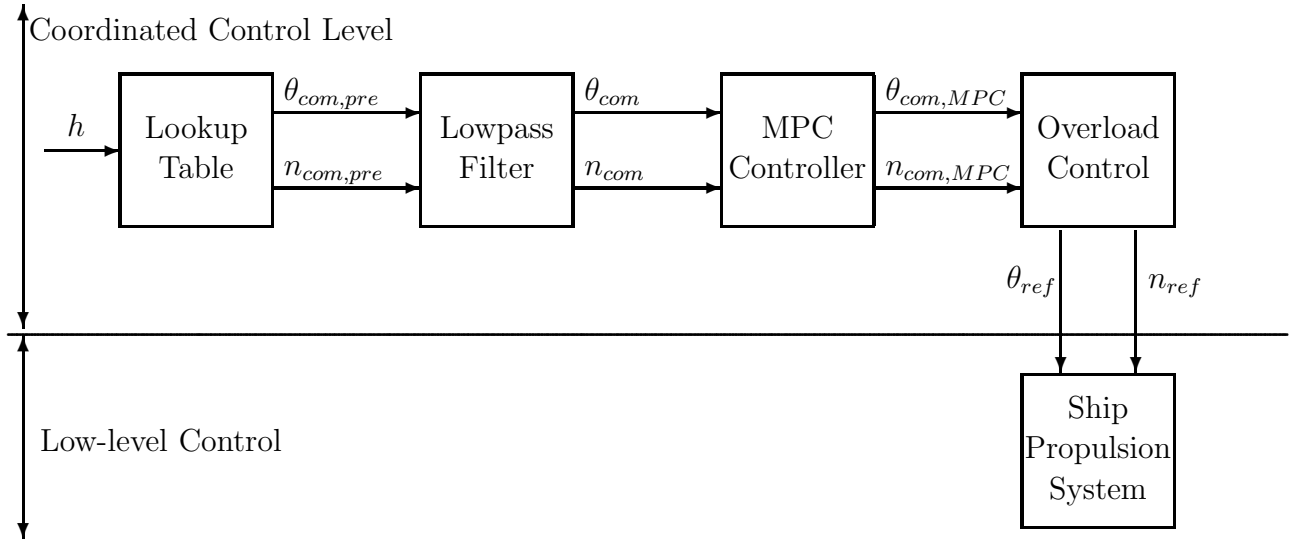 Coordinated Control Level
h
Lookup
Table
θ_{com,pre}
n_{com,pre}
Lowpass
Filter
θ_{com}
n_{com}
MPC
Controller
θ_{com,MPC}
n_{com,MPC}
Overload
Control
θ_{ref}
n_{ref}
Low-level Control
Ship
Propulsion
System